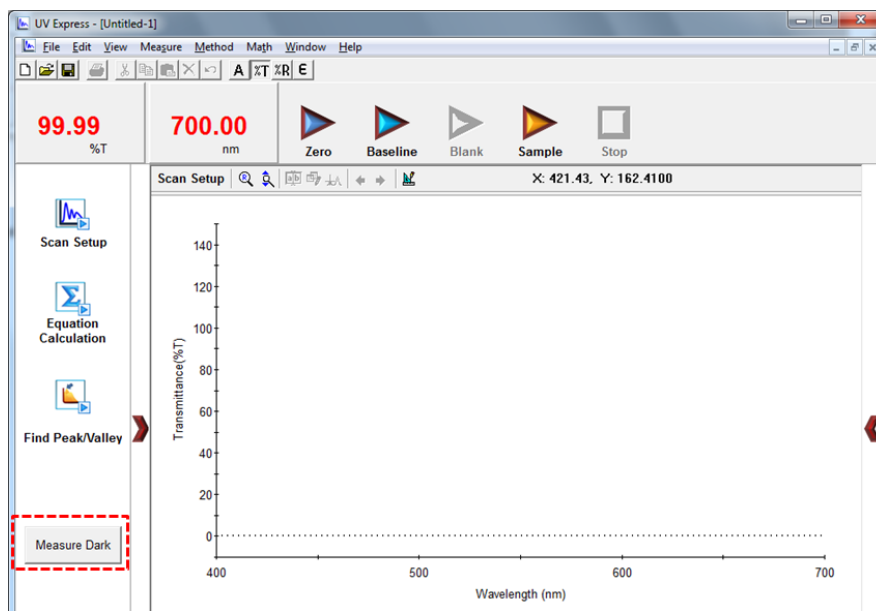 UV Express - [Untitled-1]
File Edit View Measure Method Math Window Help
A %T %R E
99.99
%T
700.00
nm
Zero Baseline Blank Sample Stop
Scan Setup
Equation
Calculation
Find Peak/Valley
Measure Dark
Scan Setup a b X: 421.43, Y: 162.4100
Transmittance(%T)
140
120
100
80
60
40
20
0
400 500 600 700
Wavelength (nm)